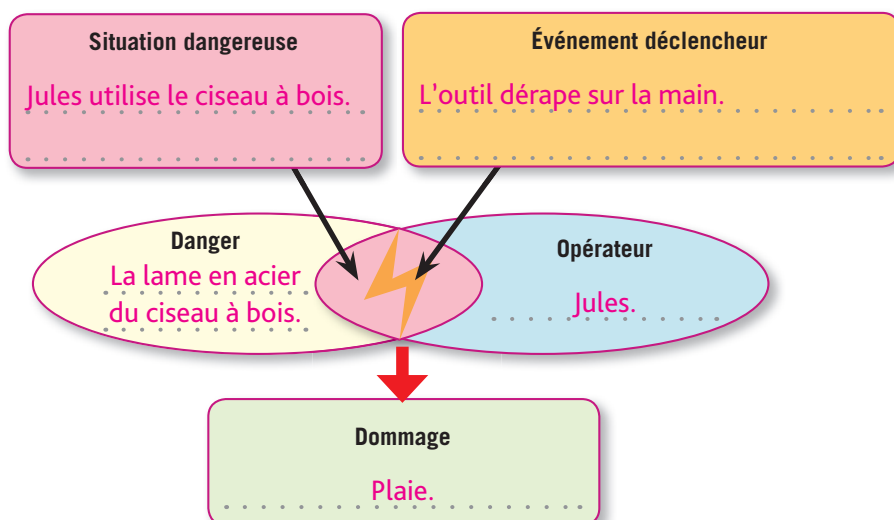 Situation dangereuse
Jules utilise le ciseau à bois.
Événement déclencheur
L'outil dérape sur la main.
Danger
La lame en acier
du ciseau à bois.
Opérateur
Jules.
Dommage
Plaie.